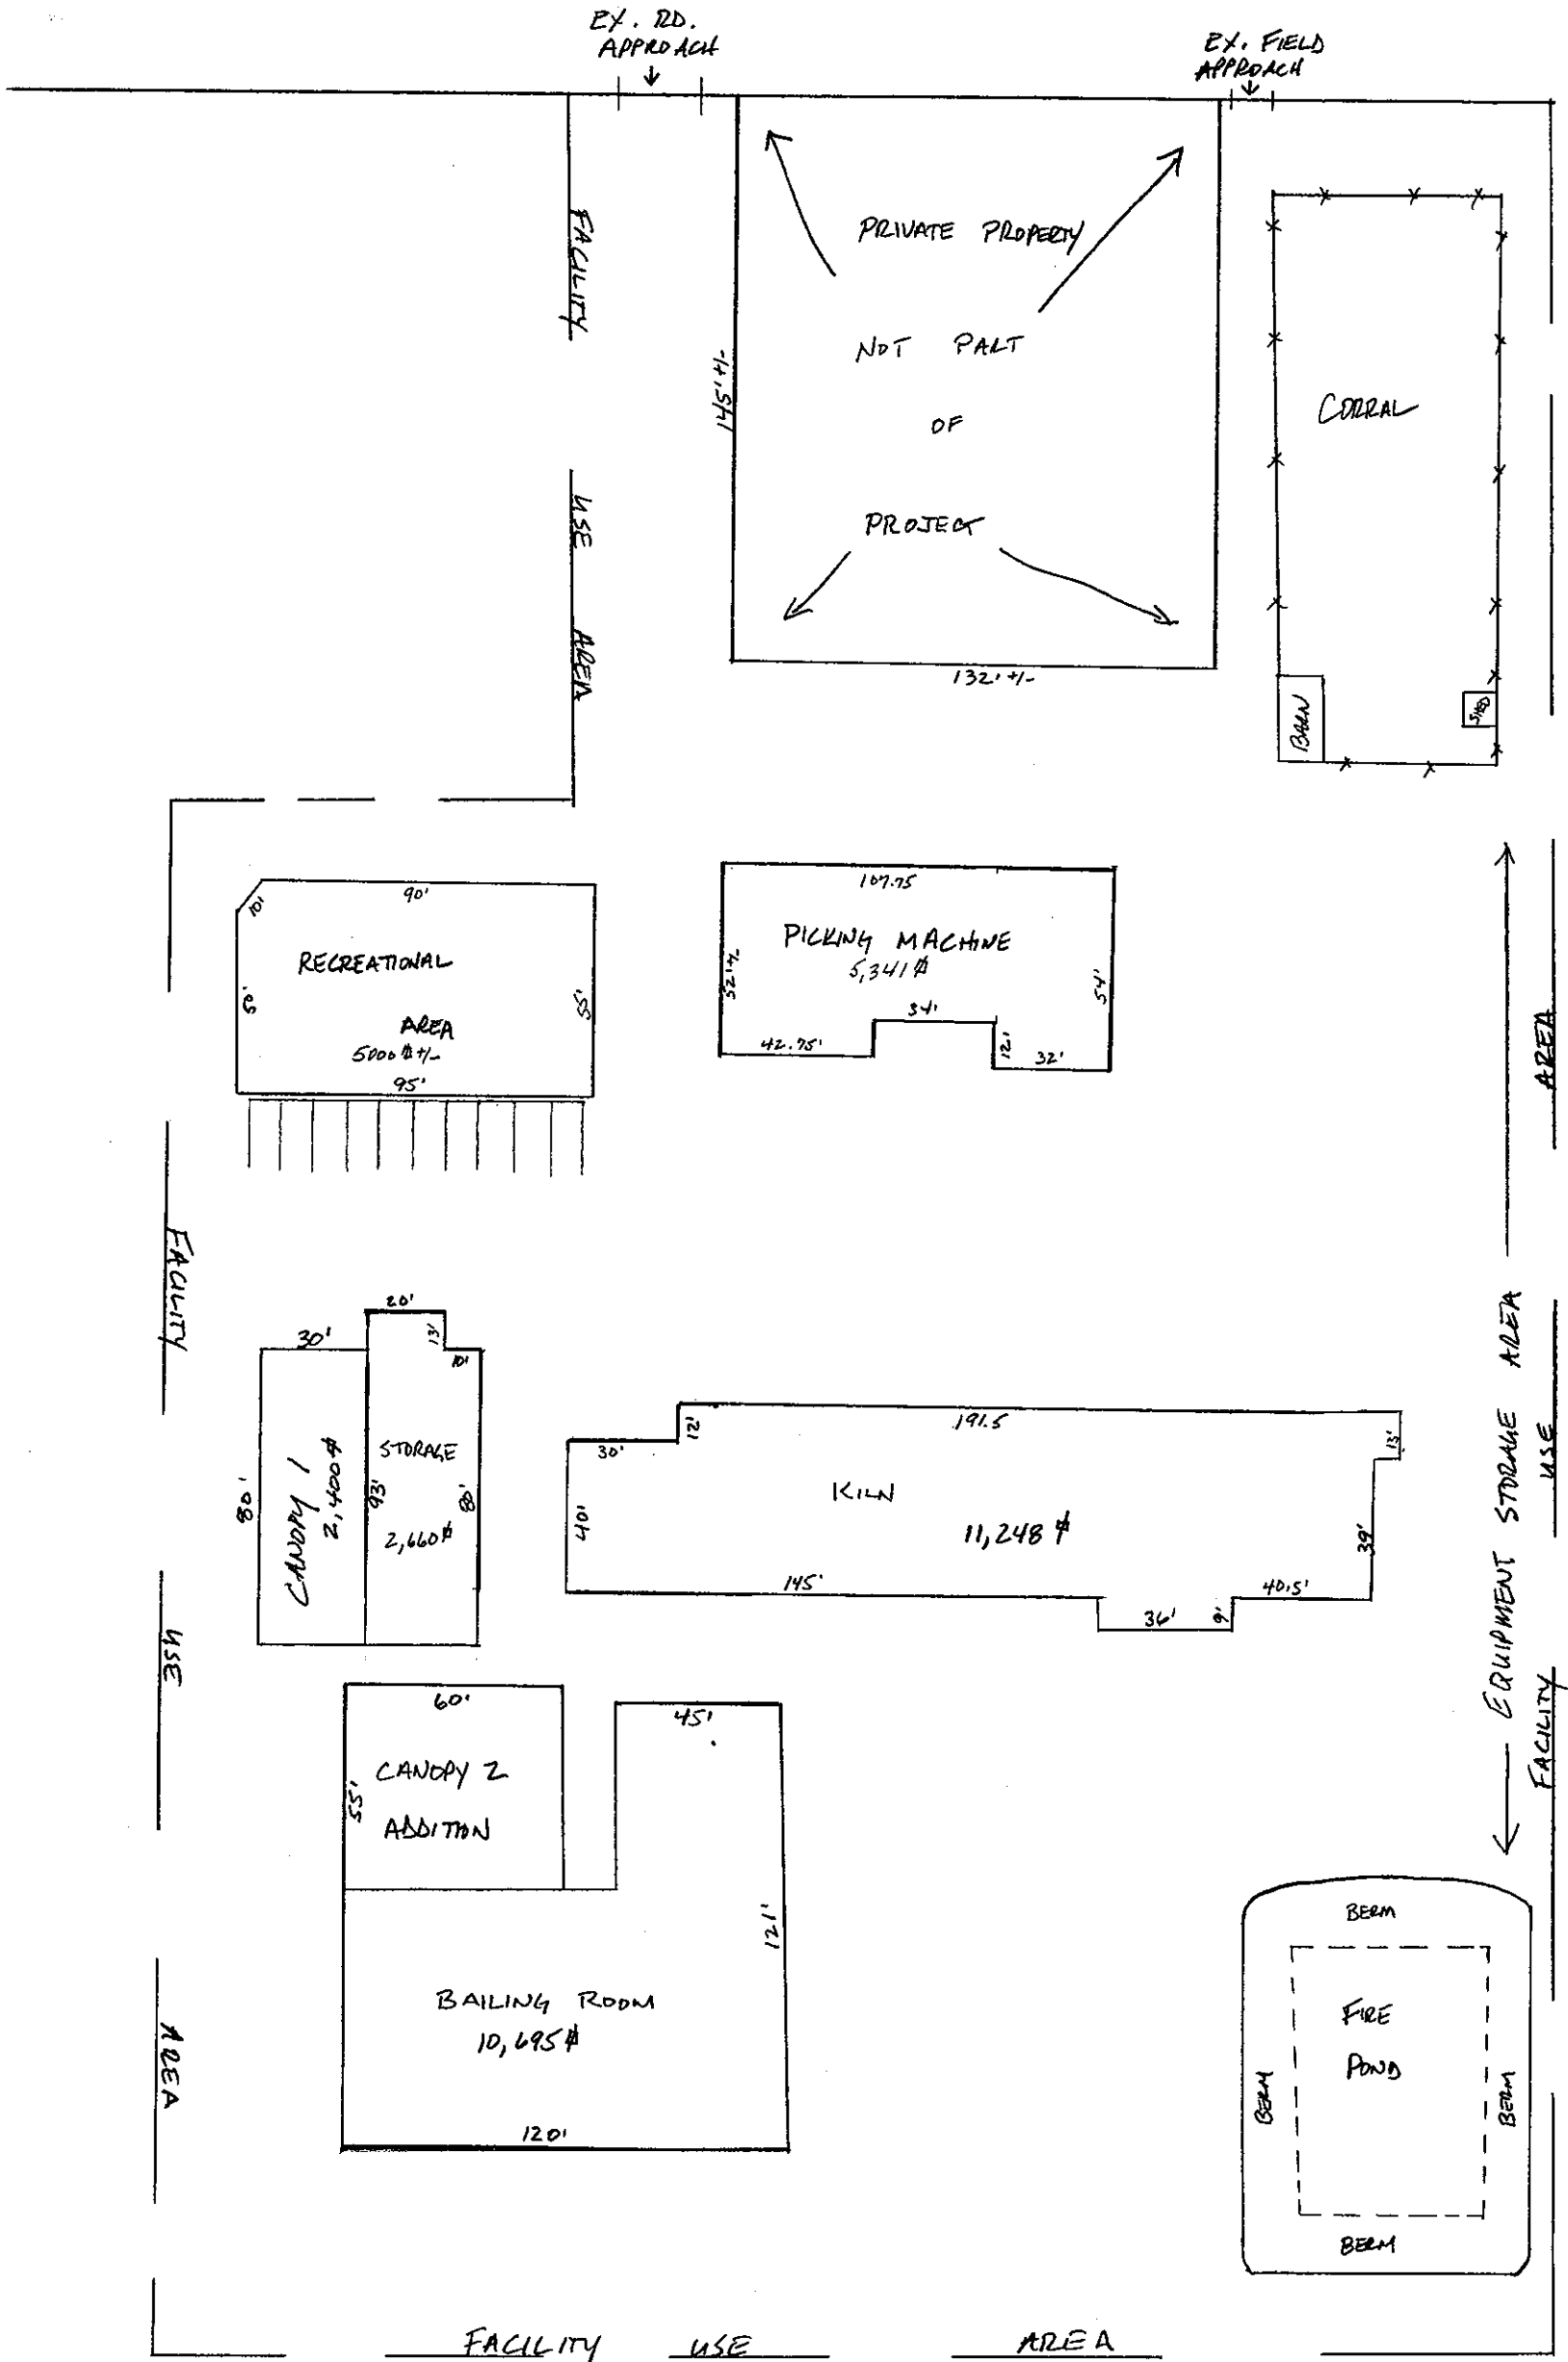 EX. RD.
APPROACH
EX. FIELD
APPROACH
FACILITY
USE
AREA
PRIVATE PROPERTY
NOT PART
OF
PROJECT
145' +/-
132' +/-
CORRAL
BARN
SHED
90'
10'
RECREATIONAL
AREA
5000 +/-
50'
55'
95'
107.75
PICKING MACHINE
5,341
52' +/-
54'
34'
42.75'
12'
32'
AREA
FACILITY
20'
30'
13'
10'
CANOPY 1
2,400
80'
STORAGE
93'
80'
2,660
191.5
12'
30'
13'
KILN
11,248
40'
39'
145'
40.5'
36'
9'
EQUIPMENT STORAGE AREA
USE
FACILITY
USE
60'
45'
CANOPY 2
ADDITION
55'
121'
BAILING ROOM
10,695
120'
AREA
BERM
FIRE
POND
BERM
BERM
BERM
FACILITY USE AREA